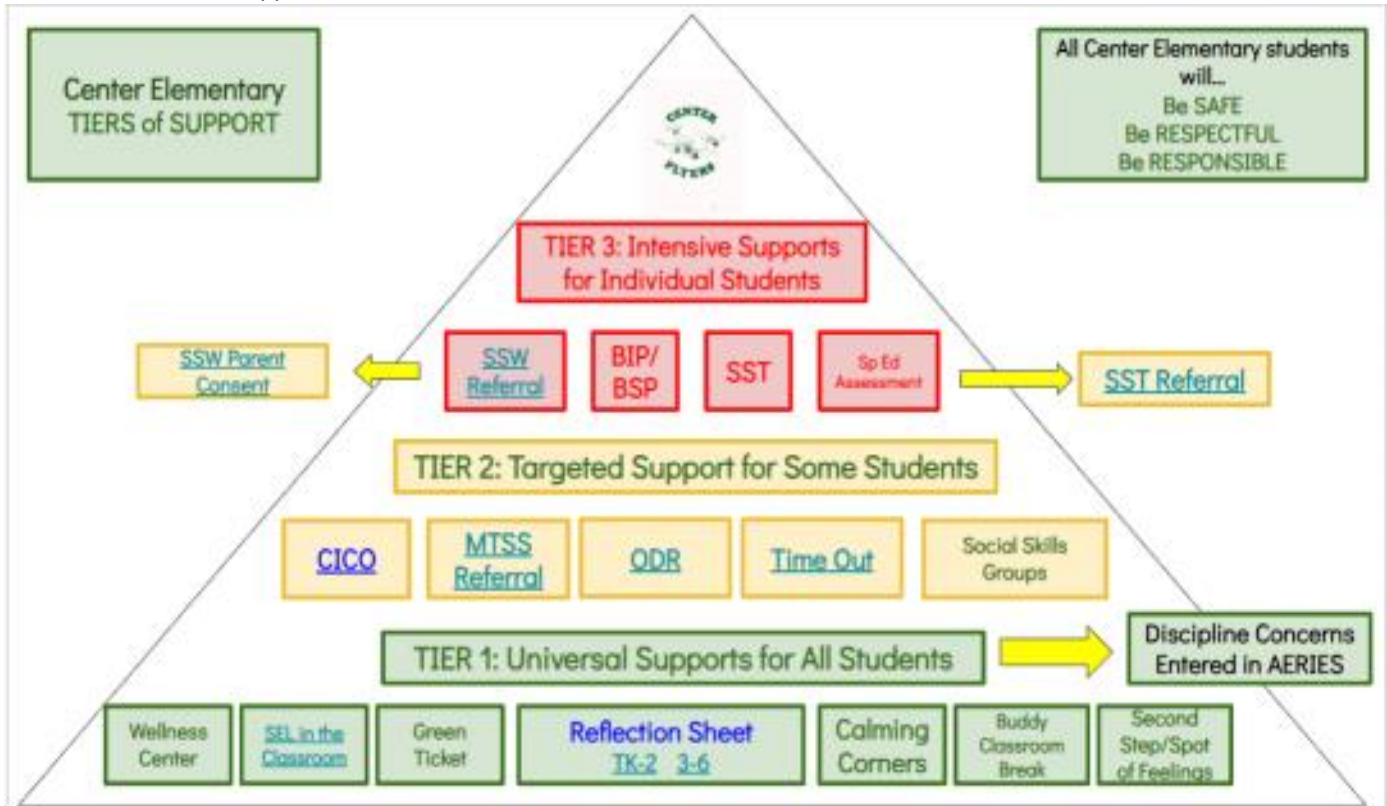 Center Elementary
TIERS of SUPPORT
All Center Elementary students
will...
Be SAFE
Be RESPECTFUL
Be RESPONSIBLE
CENTER
FLYERS
TIER 3: Intensive Supports
for Individual Students
SSW Parent
Consent
SSW
Referral
BIP/
BSP
SST
Sp Ed
Assessment
SST Referral
TIER 2: Targeted Support for Some Students
CICO
MTSS
Referral
ODR
Time Out
Social Skills
Groups
TIER 1: Universal Supports for All Students
Discipline Concerns
Entered in AERIES
Wellness
Center
SEL in the
Classroom
Green
Ticket
Reflection Sheet
TK-2 3-6
Calming
Corners
Buddy
Classroom
Break
Second
Step/Spot
of Feelings